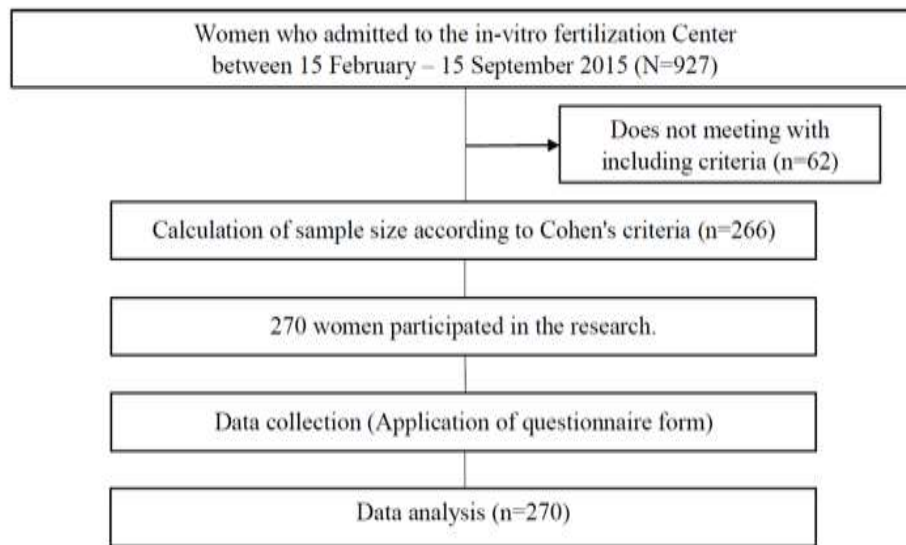 Women who admitted to the in-vitro fertilization Center
between 15 February – 15 September 2015 (N=927)
Does not meeting with
including criteria (n=62)
Calculation of sample size according to Cohen's criteria (n=266)
270 women participated in the research.
Data collection (Application of questionnaire form)
Data analysis (n=270)